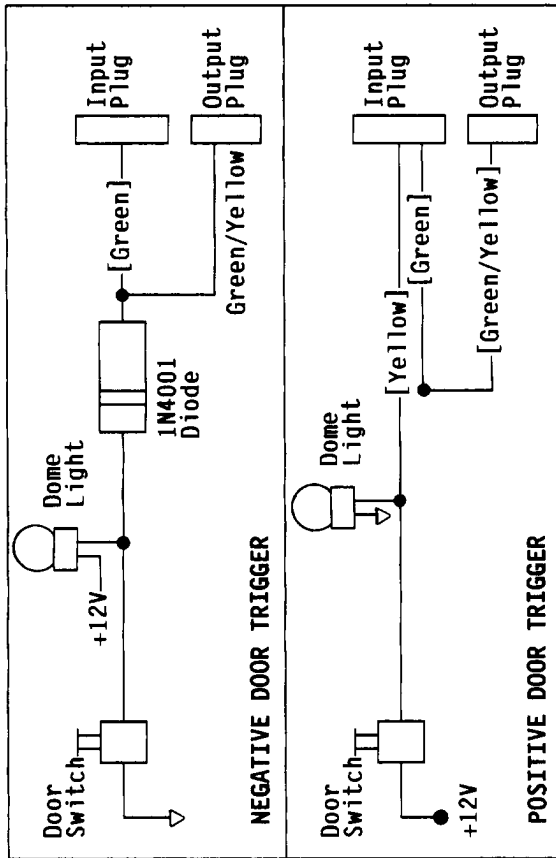 Door
Switch
+12V
Dome
Light
1N4001
Diode
[Green]
Green/Yellow
Input
Plug
Output
Plug
NEGATIVE DOOR TRIGGER
Door
Switch
+12V
Dome
Light
[Yellow]
[Green]
[Green/Yellow]
Input
Plug
Output
Plug
POSITIVE DOOR TRIGGER